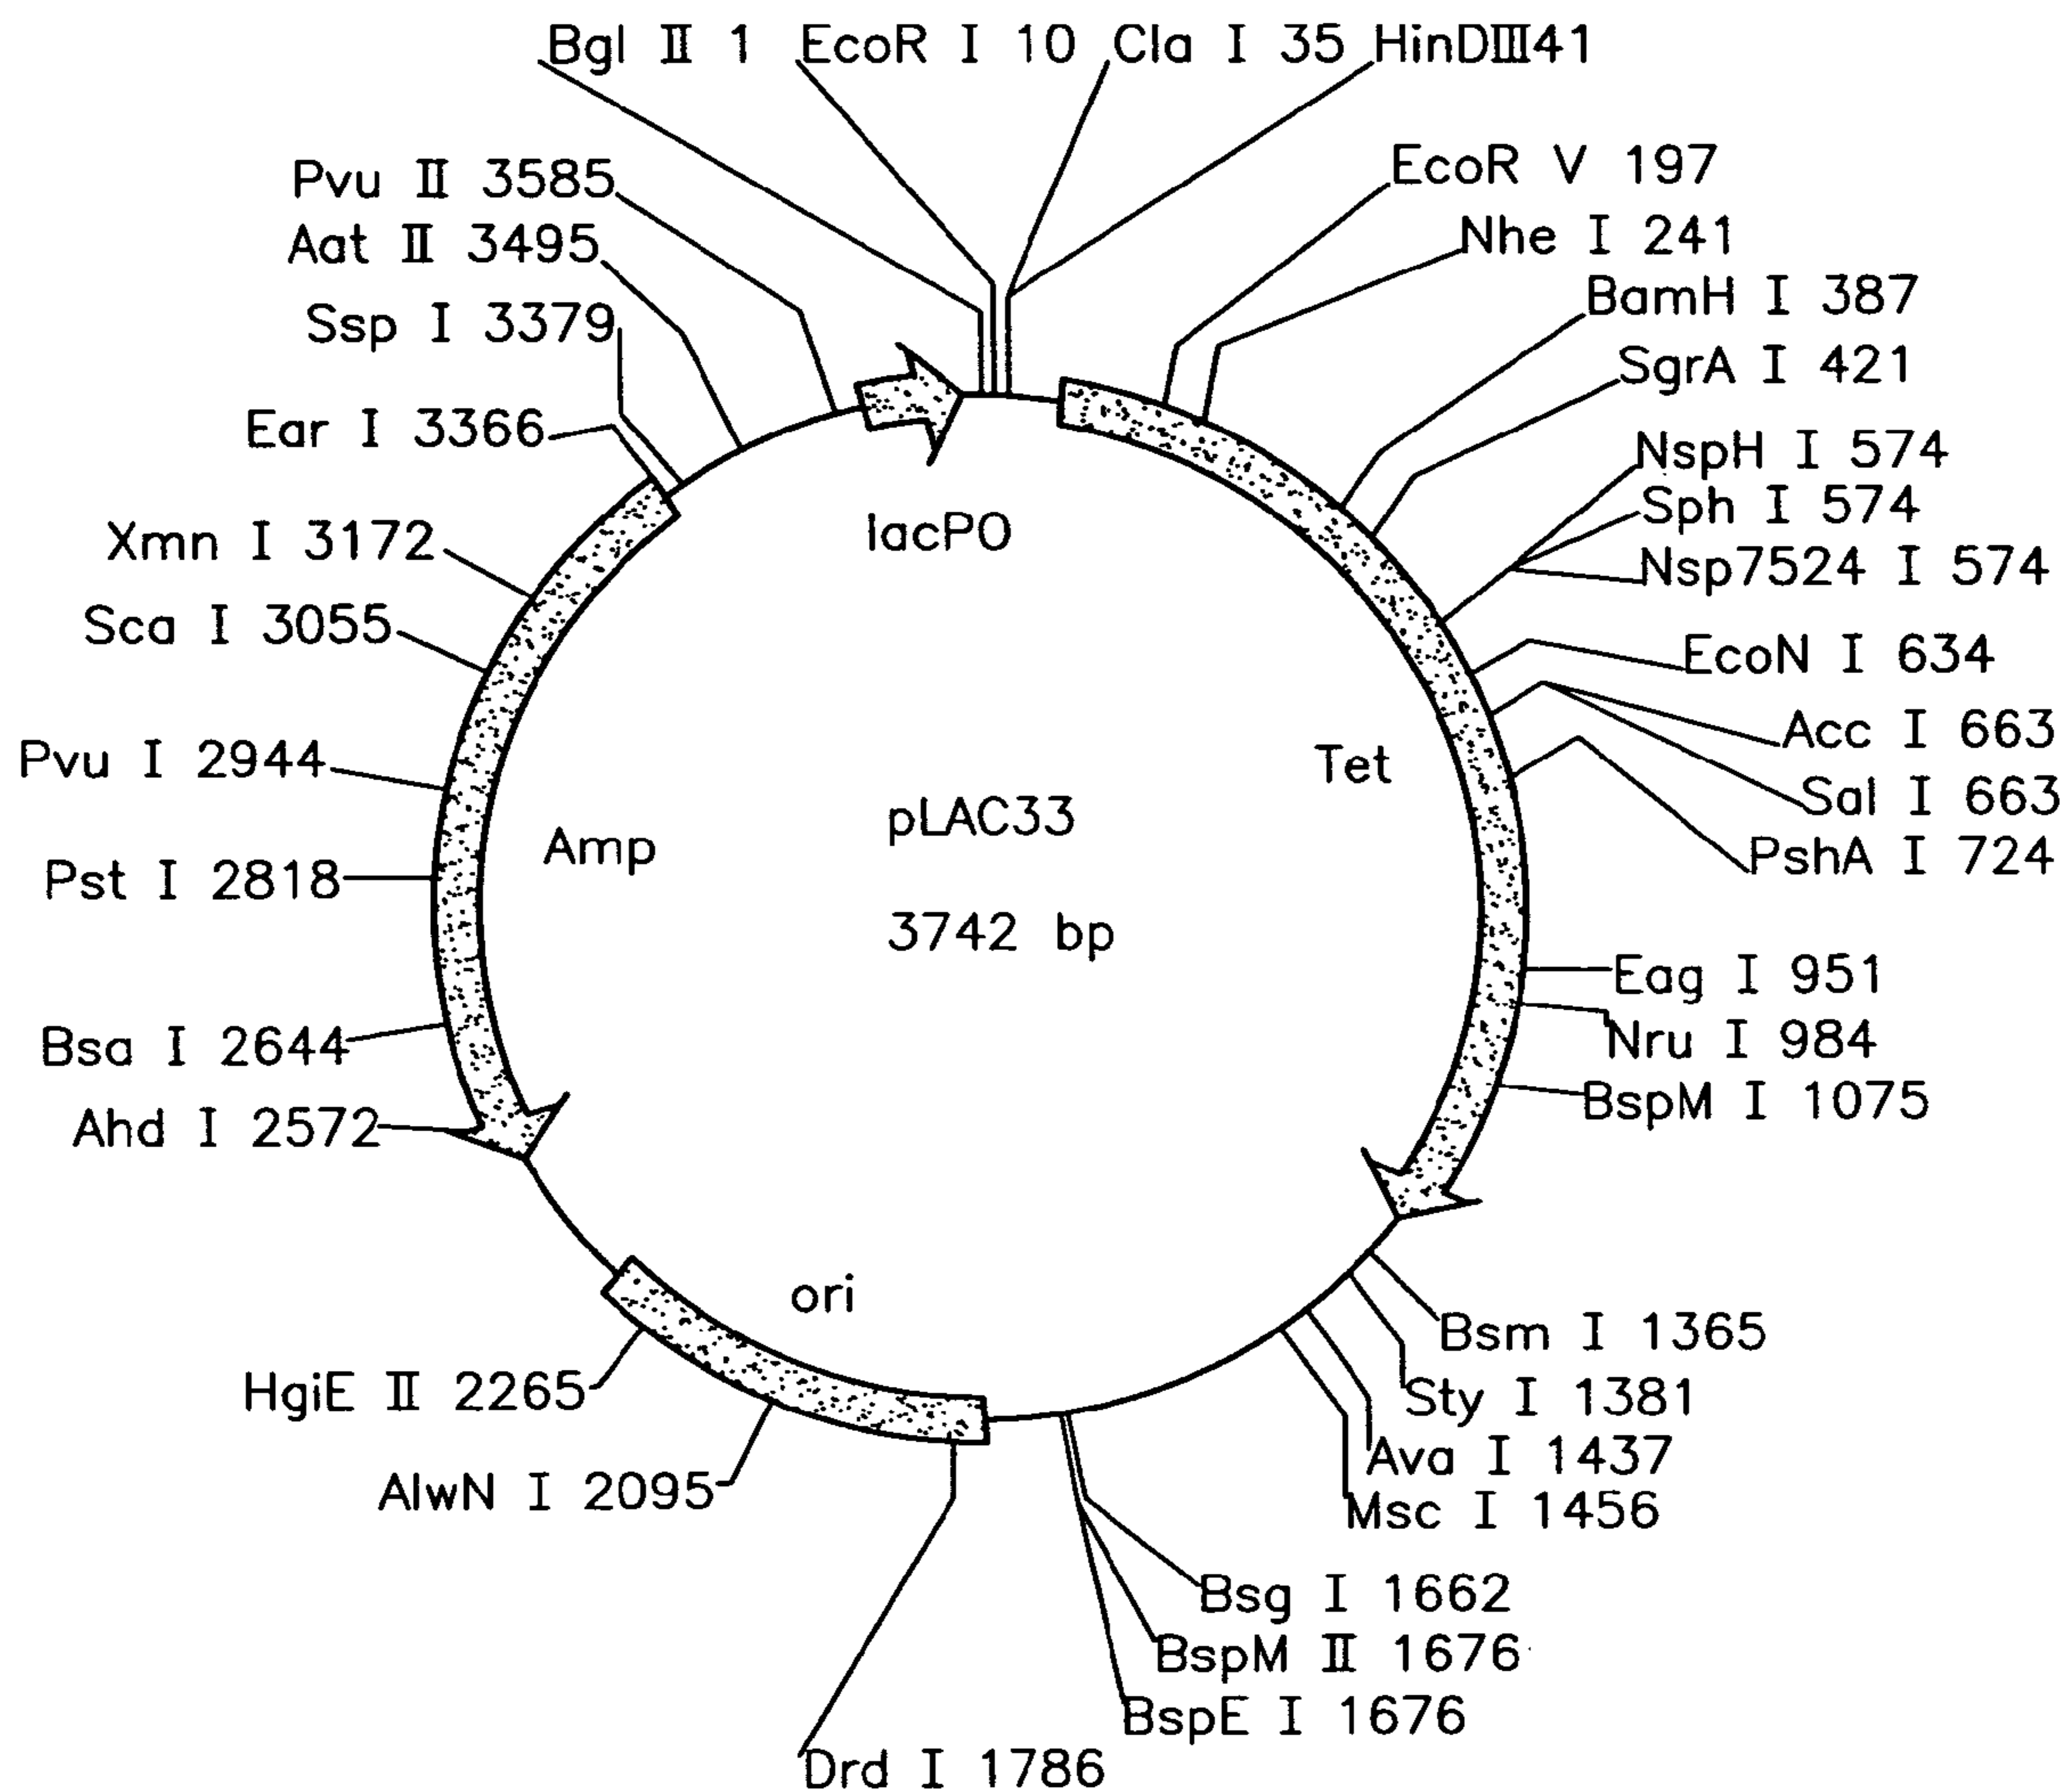 Bgl II 1 EcoR I 10 Cla I 35 HinDIII41
EcoR V 197
Nhe I 241
BamH I 387
SgrA I 421
NspH I 574
Sph I 574
Nsp7524 I 574
EcoN I 634
Acc I 663
Sal I 663
PshA I 724
Eag I 951
Nru I 984
BspM I 1075
Bsm I 1365
Sty I 1381
Ava I 1437
Msc I 1456
Bsg I 1662
BspM II 1676
BspE I 1676
Drd I 1786
AlwN I 2095
HgiE II 2265
Ahd I 2572
Bsa I 2644
Pst I 2818
Pvu I 2944
Sca I 3055
Xmn I 3172
Ear I 3366
Ssp I 3379
Aat II 3495
Pvu II 3585
lacPO
Tet
Amp
ori
pLAC33
3742 bp